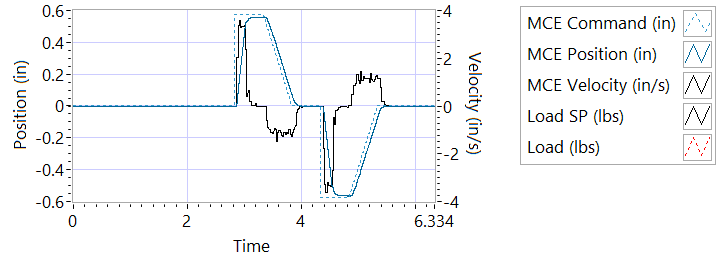 Position (in)
0.6
0.4
0.2
0
-0.2
-0.4
-0.6
0
2
4
6.334
Time
4
2
0
-2
-4
Velocity (in/s)
MCE Command (in)
MCE Position (in)
MCE Velocity (in/s)
Load SP (lbs)
Load (lbs)